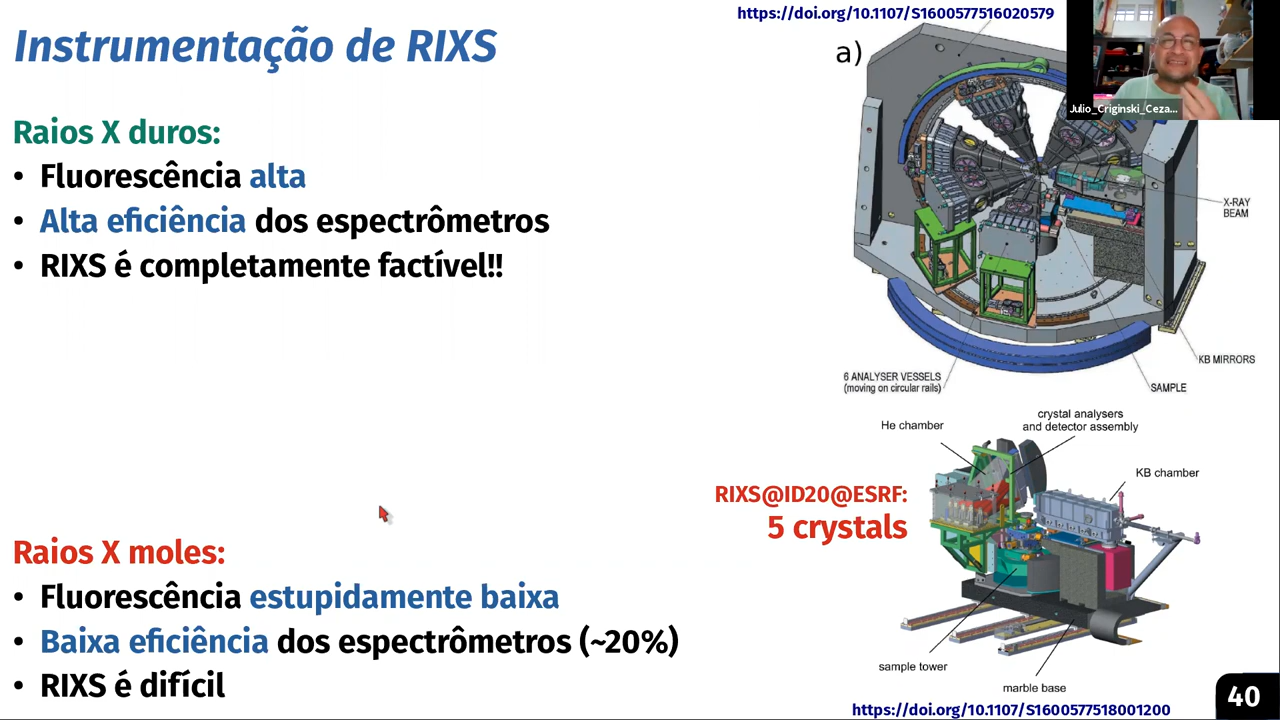 https://doi.org/10.1107/S1600577516020579
Instrumentação de RIXS
a)
Julio_Criginski_Ceza...
Raios X duros:
• Fluorescência alta
• Alta eficiência dos espectrômetros
• RIXS é completamente factível!!
X-RAY
BEAM
KB MIRRORS
6 ANALYSER VESSELS
(moving on circular rails)
SAMPLE
crystal analysers
and detector assembly
He chamber
KB chamber
RIXS@ID20@ESRF:
5 crystals
Raios X moles:
• Fluorescência estupidamente baixa
• Baixa eficiência dos espectrômetros (~20%)
• RIXS é difícil
sample tower
marble base
https://doi.org/10.1107/S1600577518001200
40